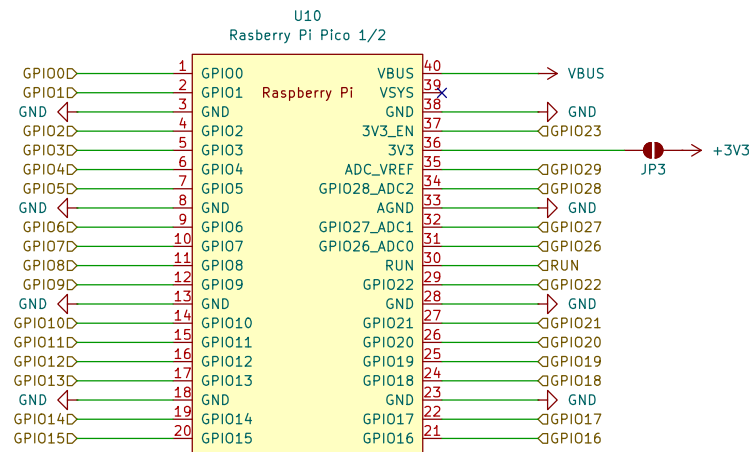 U10
Rasberry Pi Pico 1/2
GPIO0 1 GPIO0 VBUS 40 VBUS
GPIO1 2 GPIO1 Raspberry Pi VSYS 39
GND 3 GND GND 38 GND
GPIO2 4 GPIO2 3V3_EN 37 GPIO23
GPIO3 5 GPIO3 3V3 36 +3V3
JP3
GPIO4 6 GPIO4 ADC_VREF 35 GPIO29
GPIO5 7 GPIO5 GPIO28_ADC2 34 GPIO28
GND 8 GND AGND 33 GND
GPIO6 9 GPIO6 GPIO27_ADC1 32 GPIO27
GPIO7 10 GPIO7 GPIO26_ADC0 31 GPIO26
GPIO8 11 GPIO8 RUN 30 RUN
GPIO9 12 GPIO9 GPIO22 29 GPIO22
GND 13 GND GND 28 GND
GPIO10 14 GPIO10 GPIO21 27 GPIO21
GPIO11 15 GPIO11 GPIO20 26 GPIO20
GPIO12 16 GPIO12 GPIO19 25 GPIO19
GPIO13 17 GPIO13 GPIO18 24 GPIO18
GND 18 GND GND 23 GND
GPIO14 19 GPIO14 GPIO17 22 GPIO17
GPIO15 20 GPIO15 GPIO16 21 GPIO16